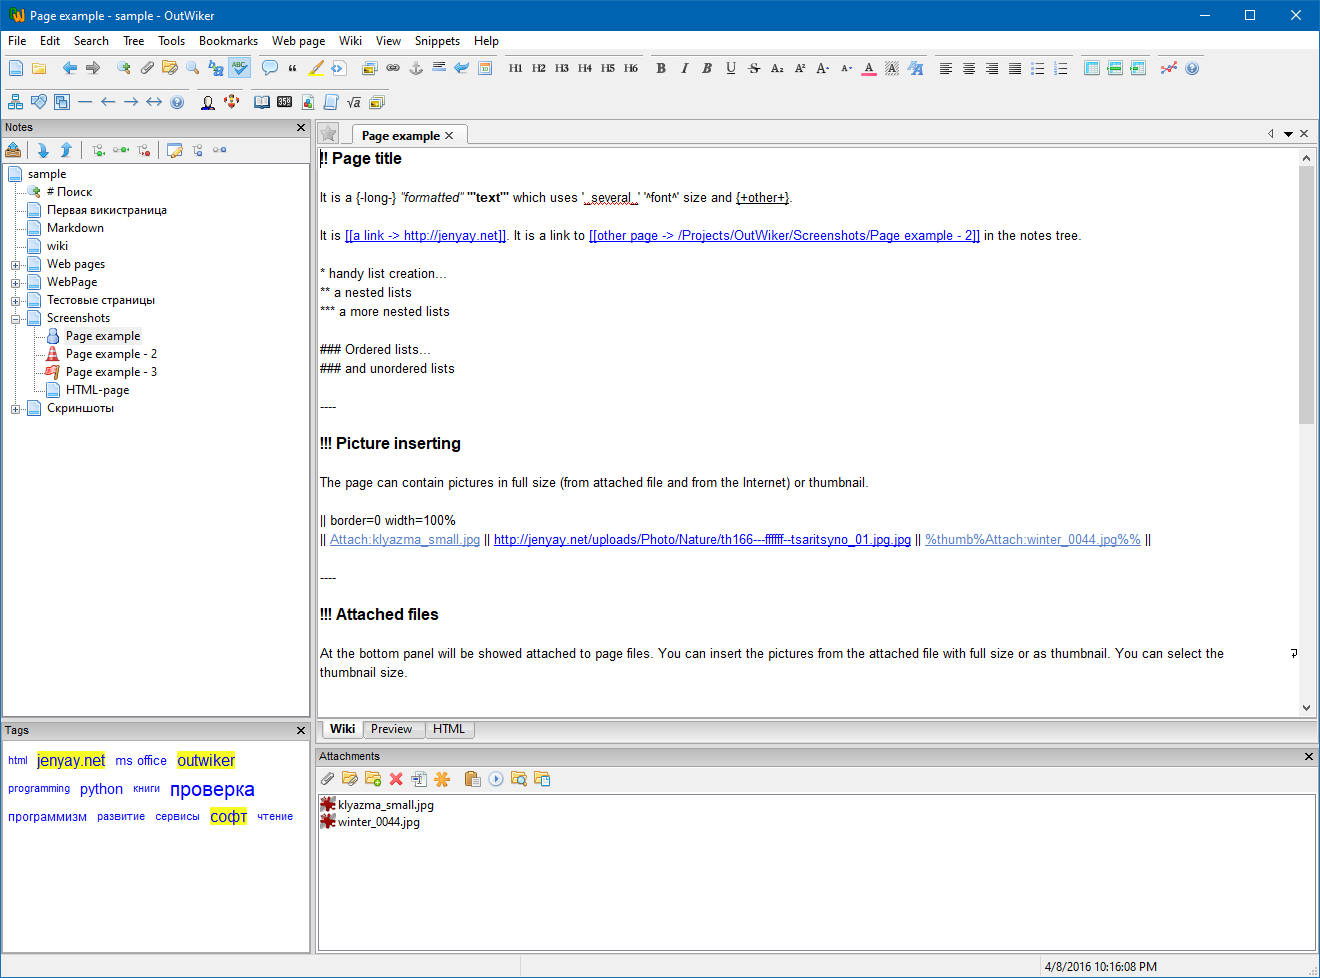 Page example - sample - OutWiker
File Edit Search Tree Tools Bookmarks Web page Wiki View Snippets Help
H1 H2 H3 H4 H5 H6
Notes
sample
# Поиск
Первая викистраница
Markdown
wiki
Web pages
WebPage
Тестовые страницы
Screenshots
Page example
Page example - 2
Page example - 3
HTML-page
Скриншоты
Page example
!! Page title
It is a {-long-} ''formatted'' '''text''' which uses '_several_' '^font^' size and {+other+}.
It is [[a link -> http://jenyay.net]]. It is a link to [[other page -> /Projects/OutWiker/Screenshots/Page example - 2]] in the notes tree.
* handy list creation...
** a nested lists
*** a more nested lists
### Ordered lists...
### and unordered lists
----
!!! Picture inserting
The page can contain pictures in full size (from attached file and from the Internet) or thumbnail.
|| border=0 width=100%
|| Attach:klyazma_small.jpg || http://jenyay.net/uploads/Photo/Nature/th166---ffffff--tsaritsyno_01.jpg.jpg || %thumb%Attach:winter_0044.jpg%% ||
----
!!! Attached files
At the bottom panel will be showed attached to page files. You can insert the pictures from the attached file with full size or as thumbnail. You can select the
thumbnail size.
Wiki Preview HTML
Tags
html jenyay.net ms office outwiker
programming python книги проверка
программизм развитие сервисы софт чтение
Attachments
klyazma_small.jpg
winter_0044.jpg
4/8/2016 10:16:08 PM